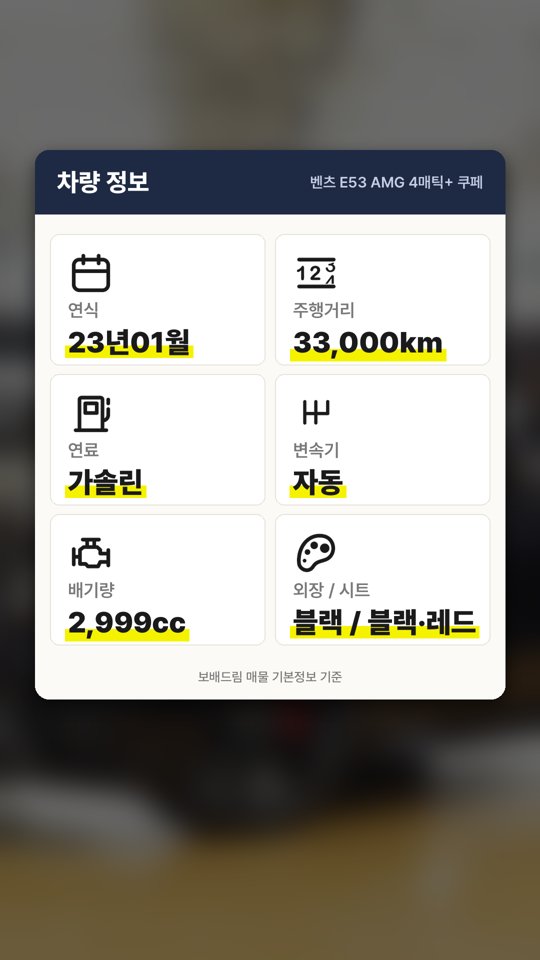 차량 정보
벤츠 E53 AMG 4매틱+ 쿠페
연식
23년01월
주행거리
33,000km
연료
가솔린
변속기
자동
배기량
2,999cc
외장 / 시트
블랙 / 블랙·레드
보배드림 매물 기본정보 기준